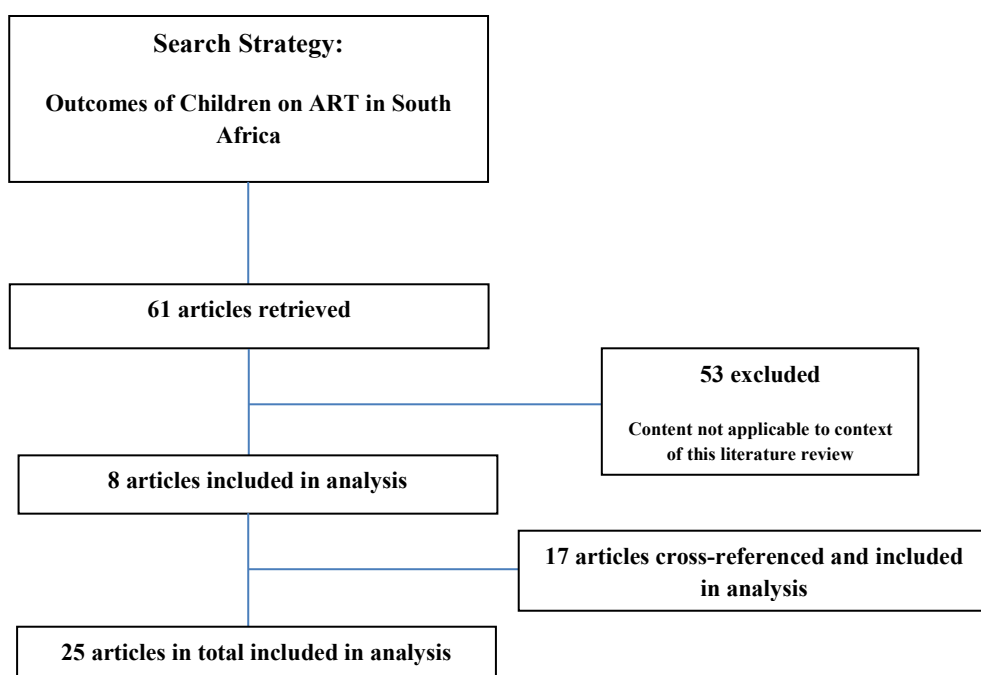 Search Strategy:
Outcomes of Children on ART in South
Africa
61 articles retrieved
53 excluded
Content not applicable to context
of this literature review
8 articles included in analysis
17 articles cross-referenced and included
in analysis
25 articles in total included in analysis